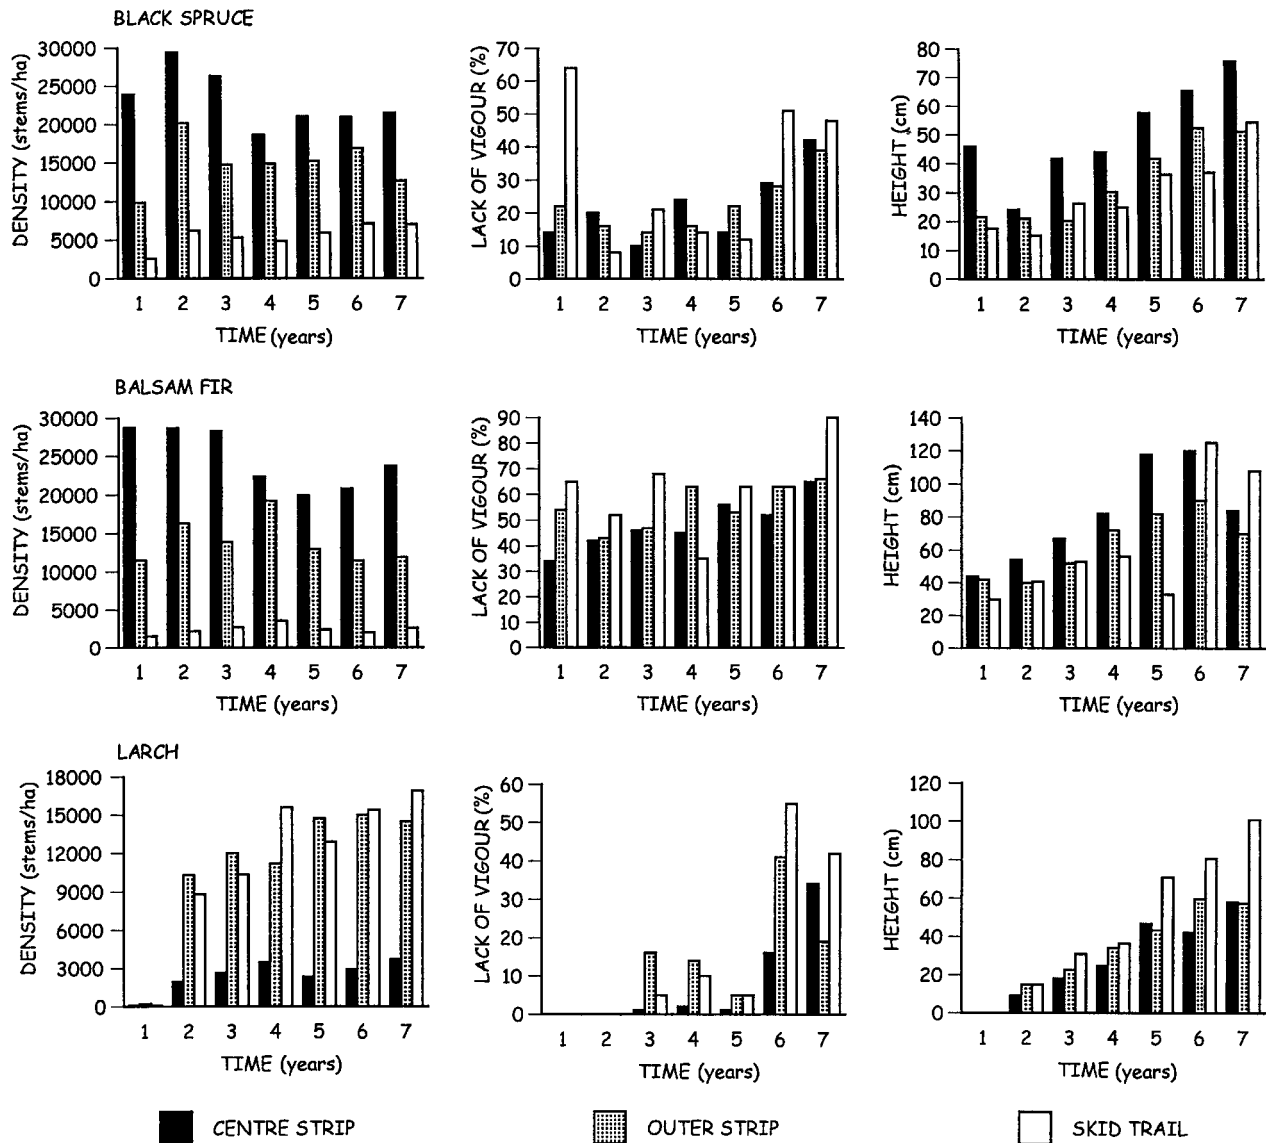 BLACK SPRUCE
DENSITY (stems/ha)
30000
25000
20000
15000
10000
5000
0
1 2 3 4 5 6 7
TIME (years)
LACK OF VIGOUR (%)
70
60
50
40
30
20
10
0
1 2 3 4 5 6 7
TIME (years)
HEIGHT (cm)
80
70
60
50
40
30
20
10
0
1 2 3 4 5 6 7
TIME (years)
BALSAM FIR
DENSITY (stems/ha)
30000
25000
20000
15000
10000
5000
0
1 2 3 4 5 6 7
TIME (years)
LACK OF VIGOUR (%)
90
80
70
60
50
40
30
20
10
0
1 2 3 4 5 6 7
TIME (years)
HEIGHT (cm)
140
120
100
80
60
40
20
0
1 2 3 4 5 6 7
TIME (years)
LARCH
DENSITY (stems/ha)
18000
15000
12000
9000
6000
3000
0
1 2 3 4 5 6 7
TIME (years)
LACK OF VIGOUR (%)
60
50
40
30
20
10
0
1 2 3 4 5 6 7
TIME (years)
HEIGHT (cm)
120
100
80
60
40
20
0
1 2 3 4 5 6 7
TIME (years)
CENTRE STRIP
OUTER STRIP
SKID TRAIL